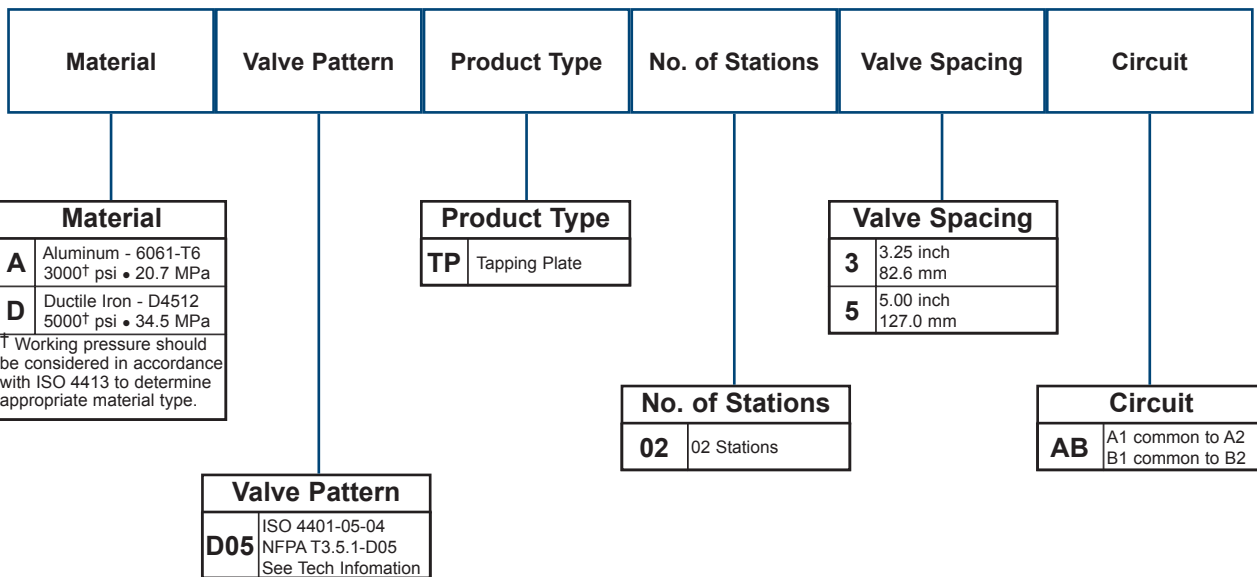 Material
Valve Pattern
Product Type
No. of Stations
Valve Spacing
Circuit
Material
A
Aluminum - 6061-T6
3000† psi • 20.7 MPa
D
Ductile Iron - D4512
5000† psi • 34.5 MPa
† Working pressure should
be considered in accordance
with ISO 4413 to determine
appropriate material type.
Valve Pattern
D05
ISO 4401-05-04
NFPA T3.5.1-D05
See Tech Infomation
Product Type
TP
Tapping Plate
No. of Stations
02
02 Stations
Valve Spacing
3
3.25 inch
82.6 mm
5
5.00 inch
127.0 mm
Circuit
AB
A1 common to A2
B1 common to B2